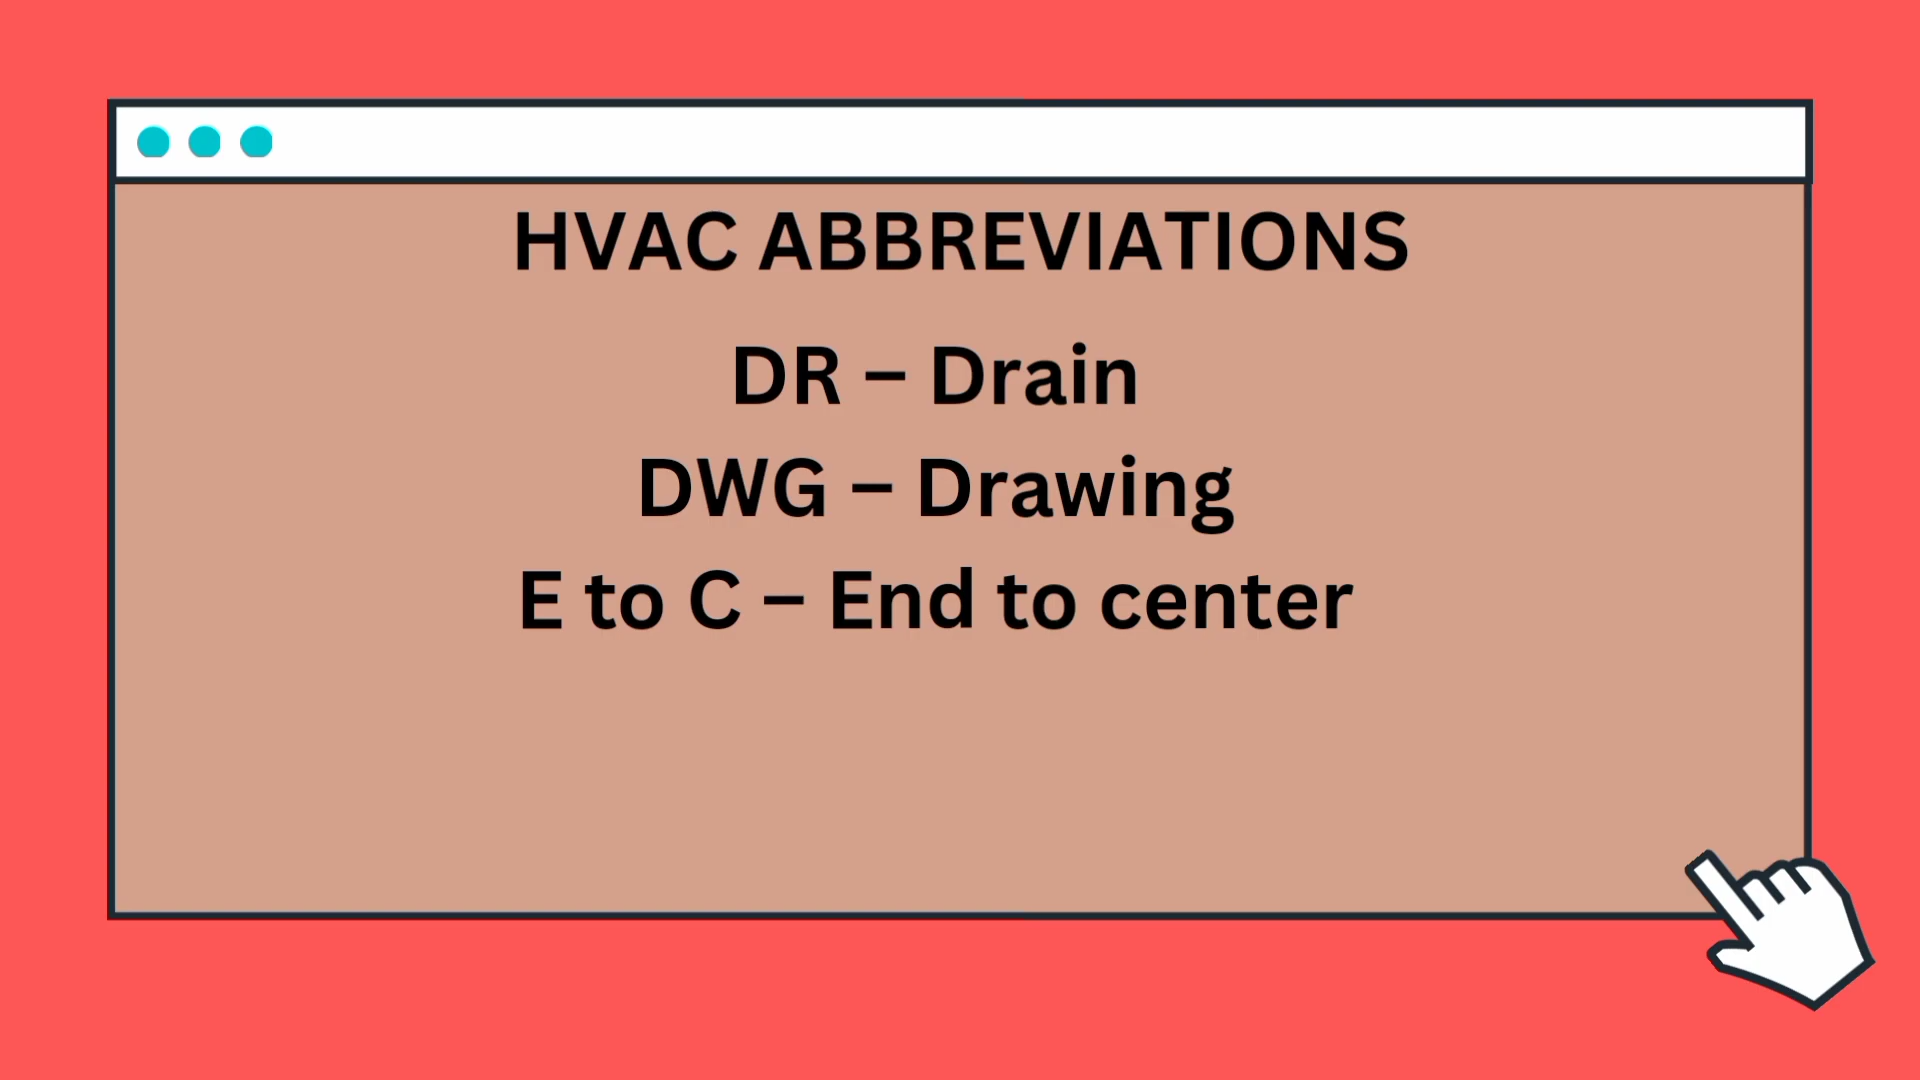 HVAC ABBREVIATIONS
DR – Drain
DWG – Drawing
E to C – End to center